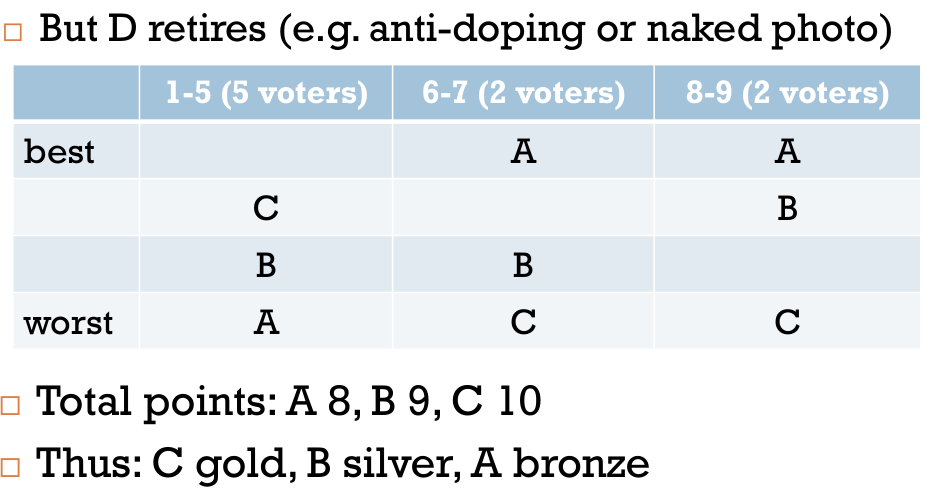 But D retires (e.g. anti-doping or naked photo)
1-5 (5 voters) 6-7 (2 voters) 8-9 (2 voters)
best A A
C B
B B
worst A C C
Total points: A 8, B 9, C 10
Thus: C gold, B silver, A bronze